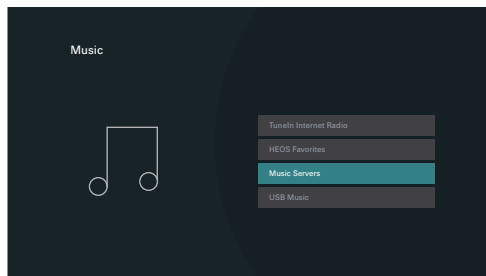 Music
TuneIn Internet Radio
HEOS Favorites
Music Servers
USB Music